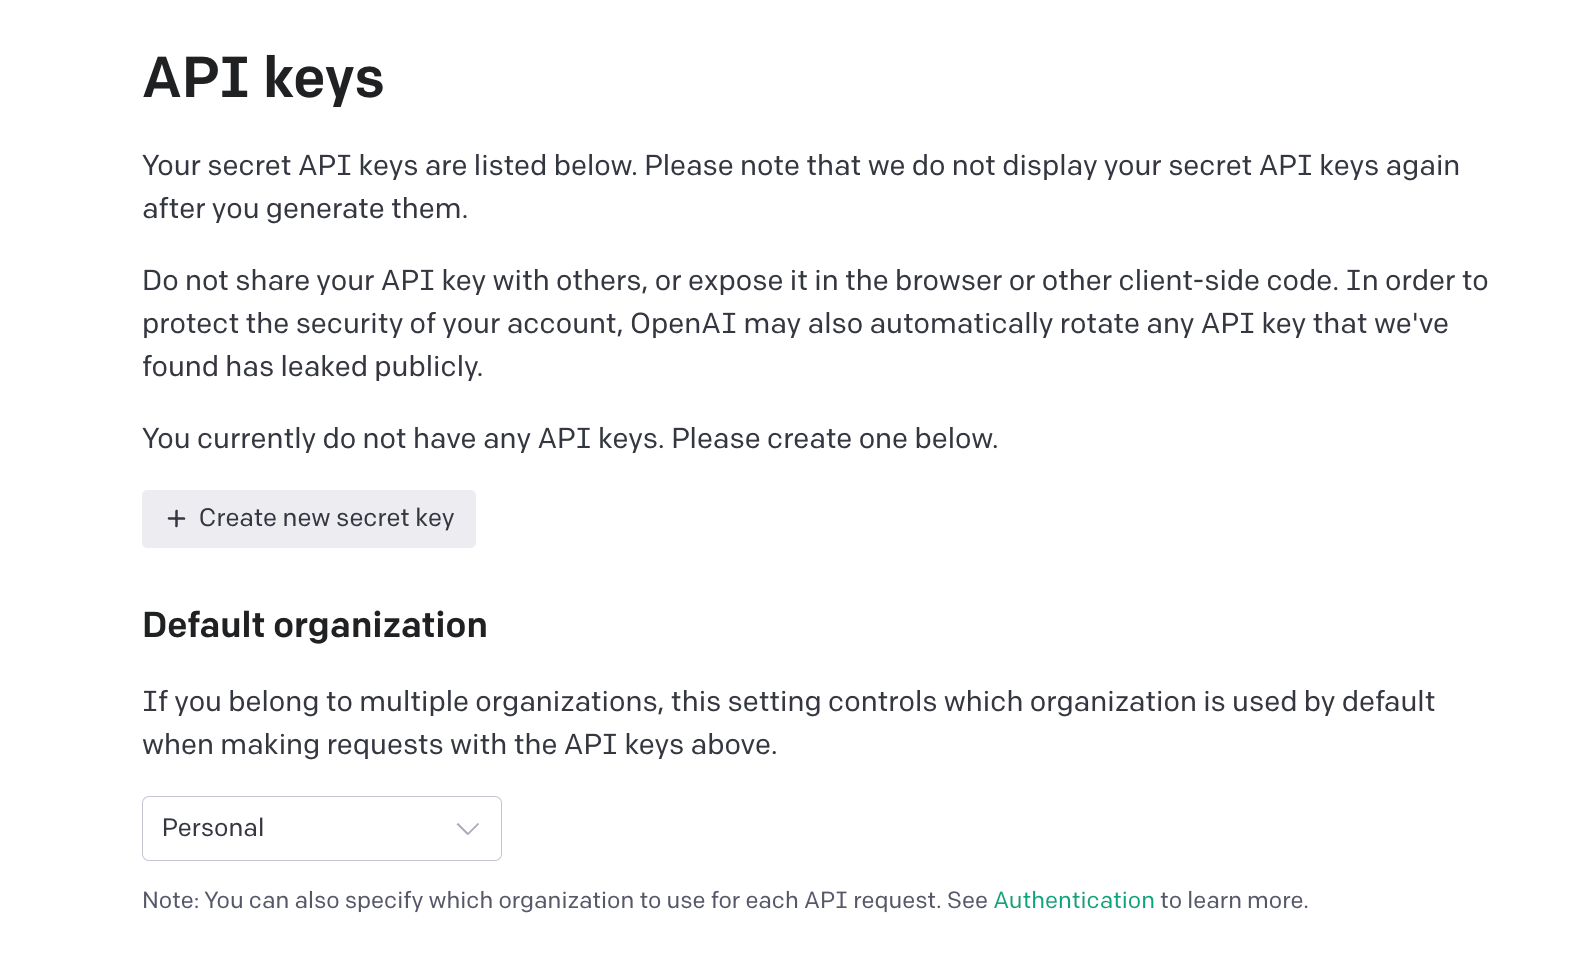 API keys
Your secret API keys are listed below. Please note that we do not display your secret API keys again
after you generate them.
Do not share your API key with others, or expose it in the browser or other client-side code. In order to
protect the security of your account, OpenAI may also automatically rotate any API key that we've
found has leaked publicly.
You currently do not have any API keys. Please create one below.
+ Create new secret key
Default organization
If you belong to multiple organizations, this setting controls which organization is used by default
when making requests with the API keys above.
Personal
Note: You can also specify which organization to use for each API request. See Authentication to learn more.